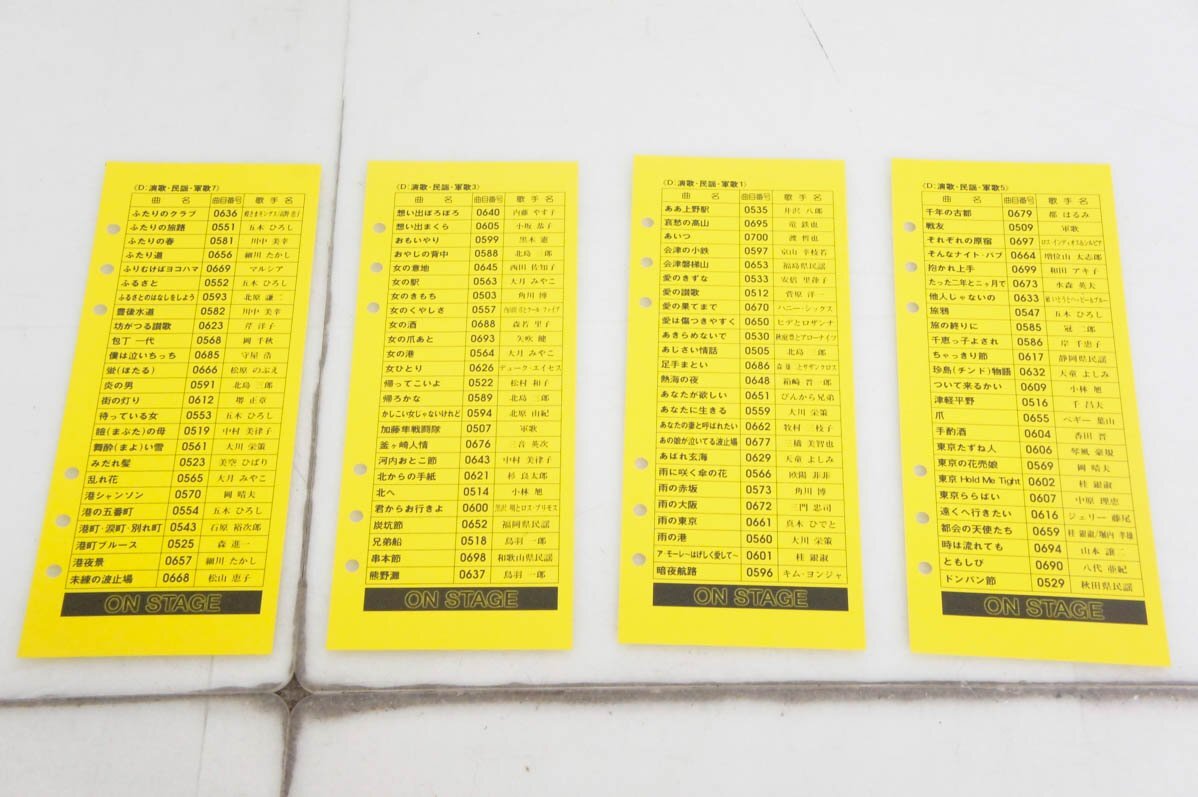 〈D:演歌・民謡・軍歌7〉
曲 名 曲目番号 歌 手 名
ふたりのクラブ 0636
ふたりの旅路 0551 五木 ひろし
ふたりの春 0581 川中 美幸
ふたり道 0656 細川 たかし
ふりむけばヨコハマ 0669 マルシア
ふるさと 0552 五木 ひろし
ふるさとのはなしをしよう 0593 北原 謙二
豊後水道 0582 川中 美幸
坊がつる讃歌 0623 芹 洋子
包丁 一代 0568 岡 千秋
僕は泣いちっち 0685 守屋 浩
蛍(ほたる) 0666 松原 のぶえ
炎の男 0591 北島 三郎
街の灯り 0612 堺 正章
待っている女 0553 五木 ひろし
瞼(まぶた)の母 0519 中村 美律子
舞酔(まよ)い雪 0561 大川 栄策
みだれ髪 0523 美空 ひばり
乱れ花 0565 大月 みやこ
港シャンソン 0570 岡 晴夫
港の五番町 0554 五木 ひろし
港町・涙町・別れ町 0543 石原 裕次郎
港町ブルース 0525 森 進一
港夜景 0657 細川 たかし
未練の波止場 0668 松山 恵子
ON STAGE
〈D:演歌・民謡・軍歌3〉
曲 名 曲目番号 歌 手 名
想い出ぼろぼろ 0640 内藤 やす子
想い出まくら 0605 小坂 恭子
おもいやり 0599 黒木 憲
おやじの背中 0588 北島 三郎
女の意地 0645 西田 佐知子
女の駅 0563 大月 みやこ
女のきもち 0503 角川 博
女のくやしさ 0557
女の酒 0688 森若 里子
女の爪あと 0693 矢吹 健
女の港 0564 大月 みやこ
女ひとり 0626 デューク・エイセス
帰ってこいよ 0522 松村 和子
帰ろかな 0589 北島 三郎
かしこい女じゃないけれど 0594 北原 由紀
加藤隼戦闘隊 0507 軍歌
釜ヶ崎人情 0676 三音 英次
河内おとこ節 0643 中村 美律子
北からの手紙 0621 杉 良太郎
北へ 0514 小林 旭
君からお行きよ 0600 黒沢 明とロス・プリモス
炭坑節 0652 福岡県民謡
兄弟船 0518 鳥羽 一郎
串本節 0698 和歌山県民謡
熊野灘 0637 鳥羽 一郎
ON STAGE
〈D:演歌・民謡・軍歌1〉
曲 名 曲目番号 歌 手 名
ああ上野駅 0535 井沢 八郎
哀愁の高山 0695 竜 鉄也
あいつ 0700 渡 哲也
会津の小鉄 0597 京山 幸枝若
会津磐梯山 0653 福島県民謡
愛のきずな 0533 安倍 里葎子
愛の讃歌 0512 菅原 洋一
愛の果てまで 0670 ハニー・シックス
愛は傷つきやすく 0650 ヒデとロザンナ
あきらめないで 0530 秋庭豊とアローナイツ
あじさい情話 0505 北島 三郎
足手まとい 0686 森 雄二とサザンクロス
熱海の夜 0648 箱崎 晋一郎
あなたが欲しい 0651 ぴんから兄弟
あなたに生きる 0559 大川 栄策
あなたの妻と呼ばれたい 0662 牧村 三枝子
あの娘が泣いてる波止場 0677 三橋 美智也
あばれ玄海 0629 天童 よしみ
雨に咲く傘の花 0566 欧陽 菲菲
雨の赤坂 0573 角川 博
雨の大阪 0672 三門 忠司
雨の東京 0661 真木 ひでと
雨の港 0560 大川 栄策
ア・モーレ〜はげしく愛して〜 0601 桂 銀淑
暗夜航路 0596 キム・ヨンジャ
ON STAGE
〈D:演歌・民謡・軍歌5〉
曲 名 曲目番号 歌 手 名
千年の古都 0679 都 はるみ
戦友 0509 軍歌
それぞれの原宿 0697 ロス・インディオス&シルビア
そんなナイト・パブ 0664 増位山 太志郎
抱かれ上手 0699 和田 アキ子
たった二年と二ヶ月で 0673 水森 英夫
他人じゃないの 0633
旅鴉 0547 五木 ひろし
旅の終りに 0585 冠 二郎
千恵っ子よされ 0586 岸 千恵子
ちゃっきり節 0617 静岡県民謡
珍島(チンド)物語 0632 天童 よしみ
ついて来るかい 0609 小林 旭
津軽平野 0516 千 昌夫
爪 0655 ペギー 葉山
手酌酒 0604 香田 晋
東京たずね人 0606 琴風 豪規
東京の花売娘 0569 岡 晴夫
東京 Hold Me Tight 0602 桂 銀淑
東京ららばい 0607 中原 理恵
遠くへ行きたい 0616 ジェリー 藤尾
都会の天使たち 0659 桂 銀淑/堀内 孝雄
時は流れても 0694 山本 譲二
ともしび 0690 八代 亜紀
ドンパン節 0529 秋田県民謡
ON STAGE